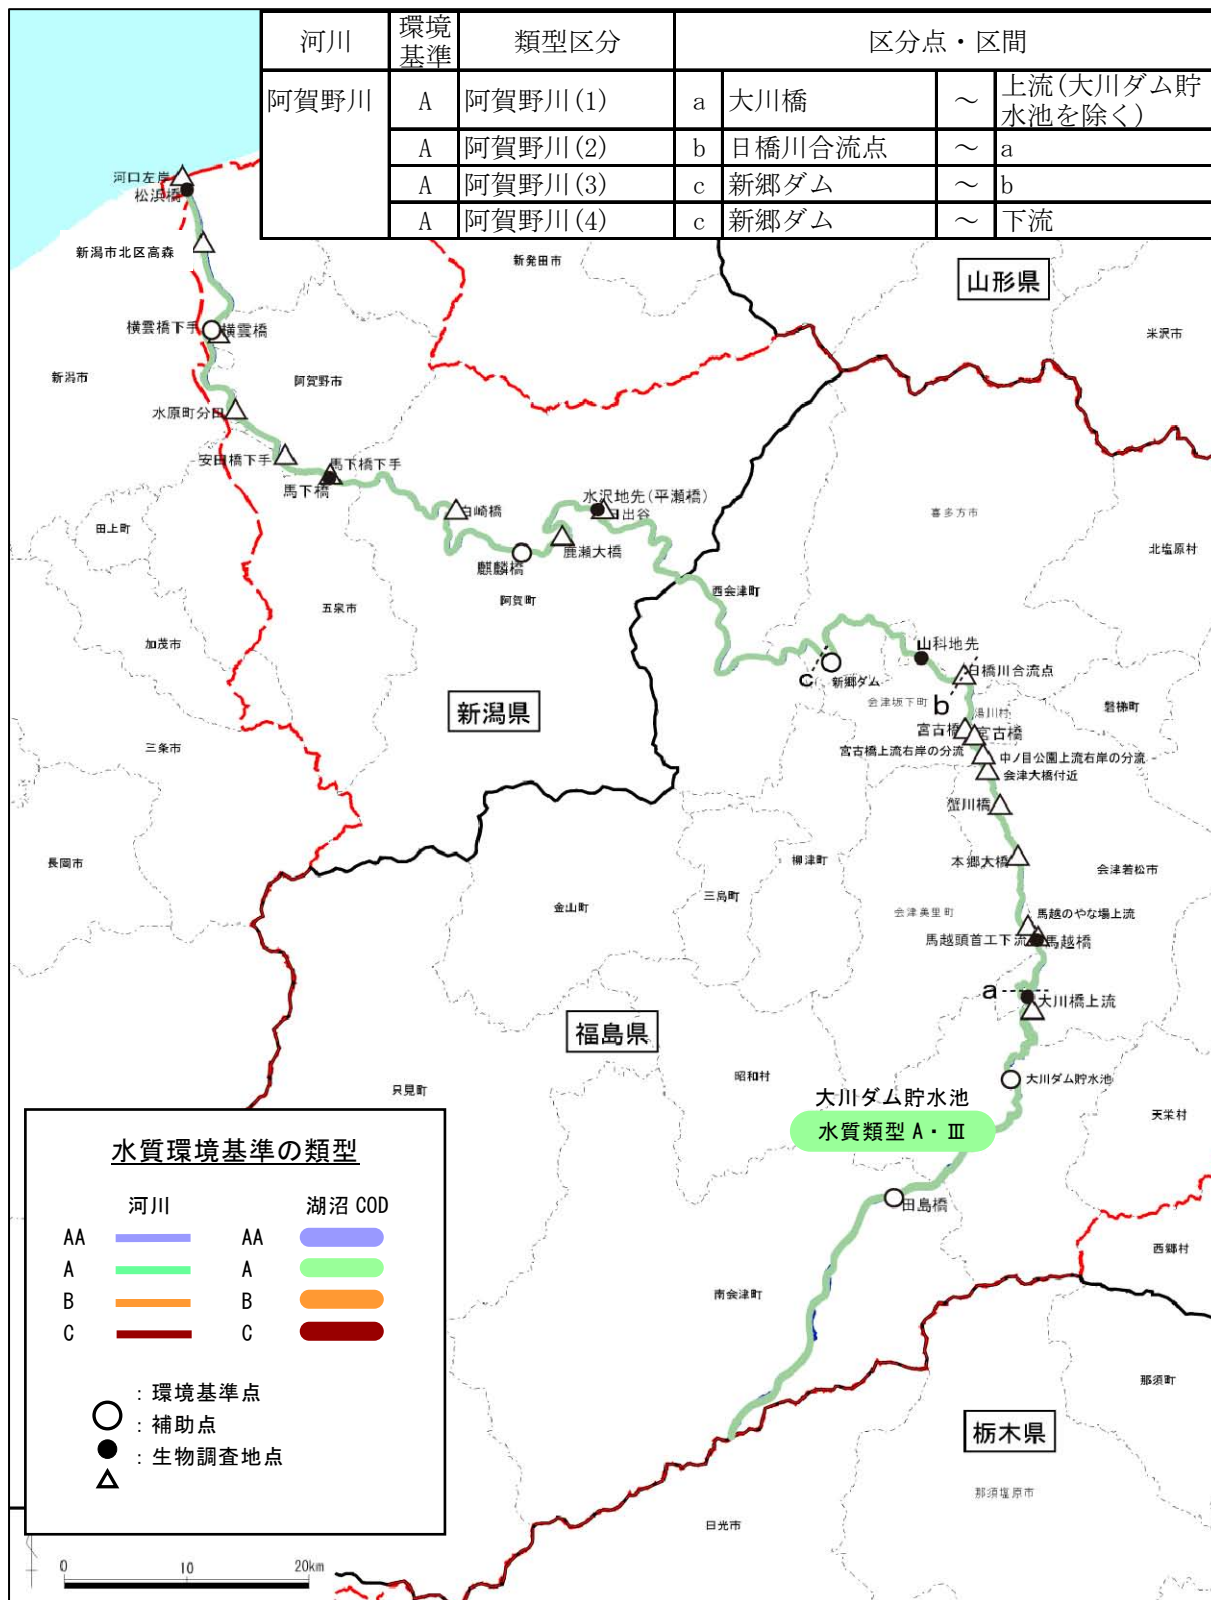 河川
環境
基準
類型区分
区分点・区間
阿賀野川
A
阿賀野川(1)
a
大川橋
～
上流(大川ダム貯
水池を除く)
A
阿賀野川(2)
b
日橋川合流点
～
a
A
阿賀野川(3)
c
新郷ダム
～
b
A
阿賀野川(4)
c
新郷ダム
～
下流
河口左岸
松浜橋
新潟市北区高森
新発田市
山形県
米沢市
横雲橋下手
横雲橋
新潟市
阿賀野市
水原町分田
安田橋下手
馬下橋下手
馬下橋
水沢地先(平瀬橋)
白崎橋
日出谷
喜多方市
田上町
鹿瀬大橋
北塩原村
麒麟橋
西会津町
阿賀町
五泉市
加茂市
山科地先
日橋川合流点
c
新郷ダム
会津坂下町
b
磐梯町
新潟県
湯川村
宮古橋
宮古橋
三条市
宮古橋上流右岸の分流
中ノ目公園上流右岸の分流
会津大橋付近
蟹川橋
長岡市
柳津町
本郷大橋
会津若松市
三島町
金山町
会津美里町
馬越のやな場上流
馬越頭首工下流
馬越橋
a
大川橋上流
福島県
昭和村
大川ダム貯水池
只見町
大川ダム貯水池
水質類型 A・Ⅲ
天栄村
田島橋
西郷村
南会津町
那須町
栃木県
那須塩原市
日光市
水質環境基準の類型
河川
湖沼 COD
AA
AA
A
A
B
B
C
C
：環境基準点
：補助点
：生物調査地点
0
10
20km